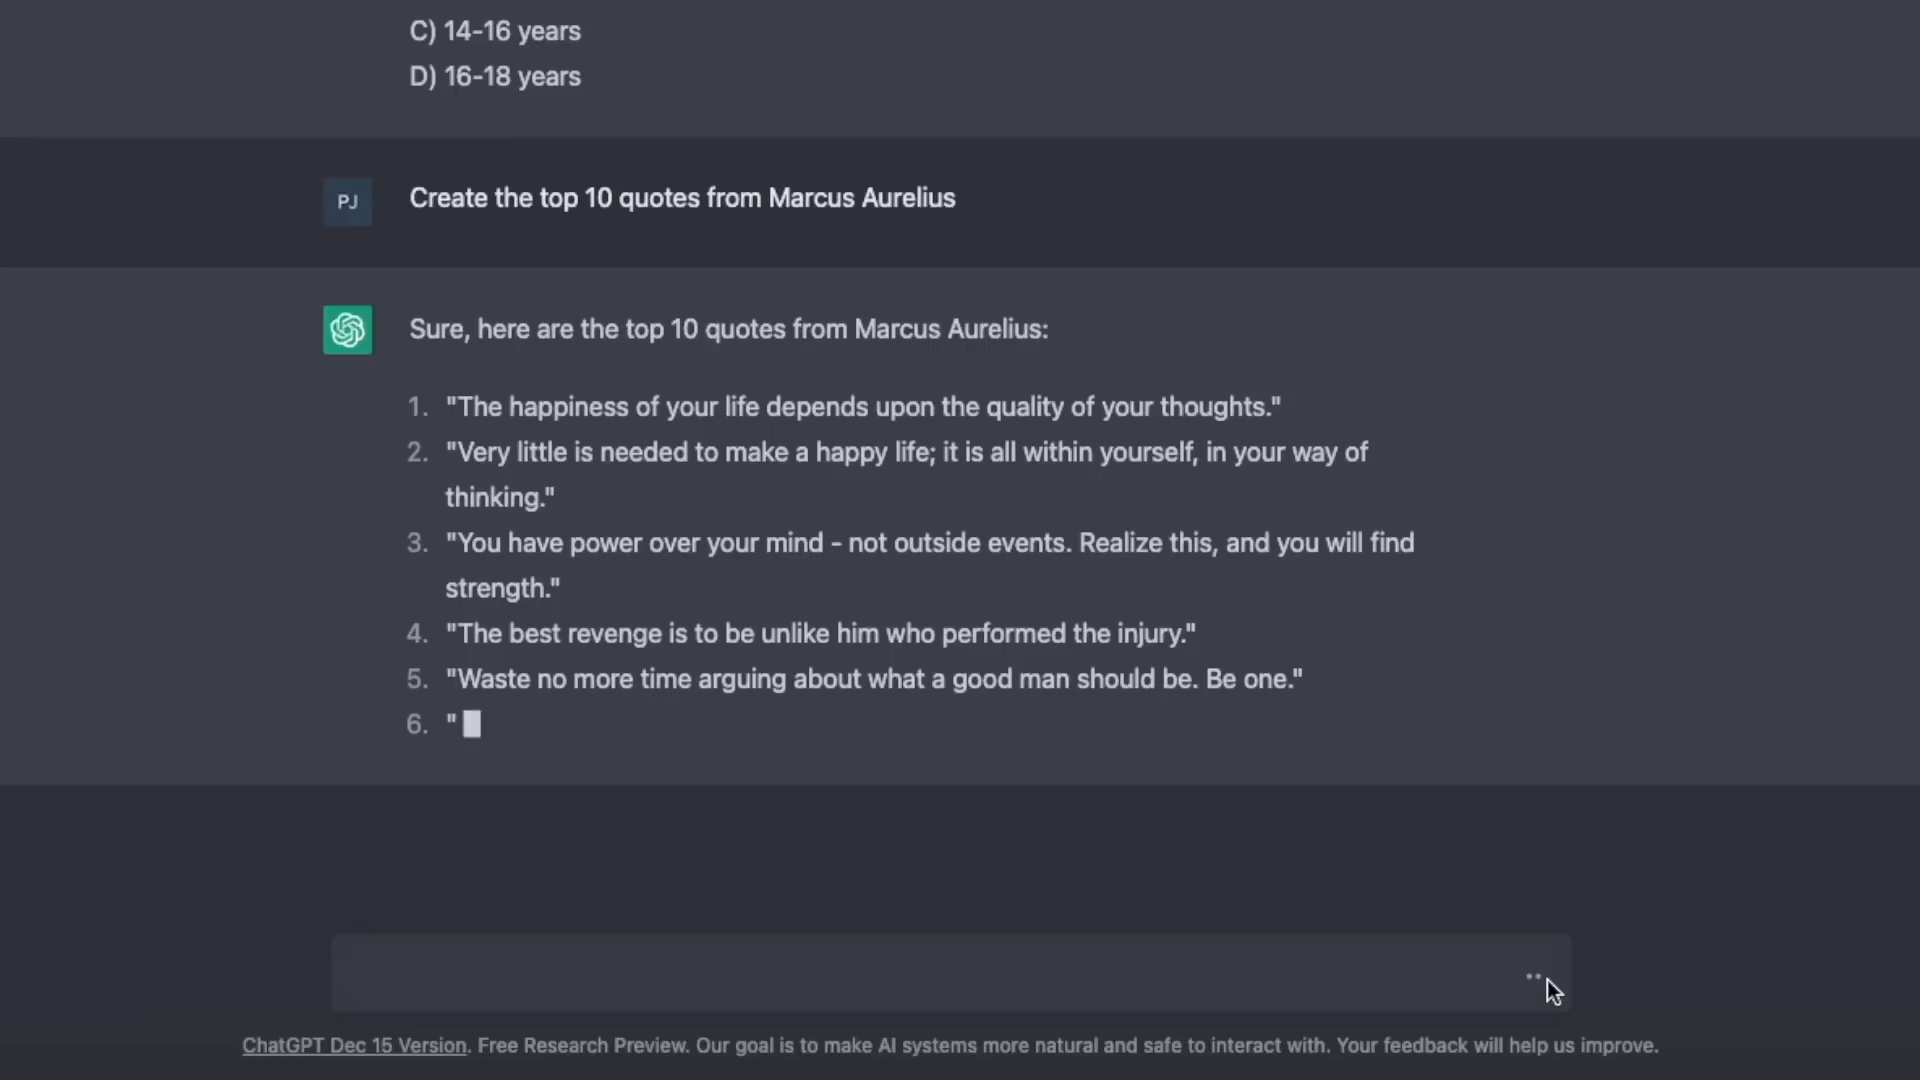 C) 14-16 years
D) 16-18 years
PJ
Create the top 10 quotes from Marcus Aurelius
Sure, here are the top 10 quotes from Marcus Aurelius:
1. "The happiness of your life depends upon the quality of your thoughts."
2. "Very little is needed to make a happy life; it is all within yourself, in your way of
thinking."
3. "You have power over your mind - not outside events. Realize this, and you will find
strength."
4. "The best revenge is to be unlike him who performed the injury."
5. "Waste no more time arguing about what a good man should be. Be one."
6. "
ChatGPT Dec 15 Version. Free Research Preview. Our goal is to make AI systems more natural and safe to interact with. Your feedback will help us improve.